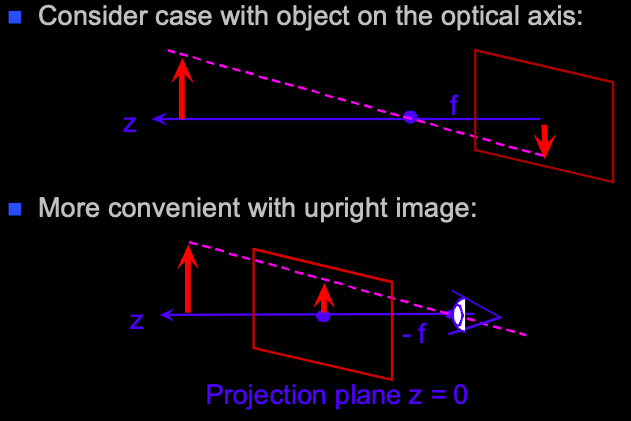 Consider case with object on the optical axis:
f
z
More convenient with upright image:
z
- f
Projection plane z = 0